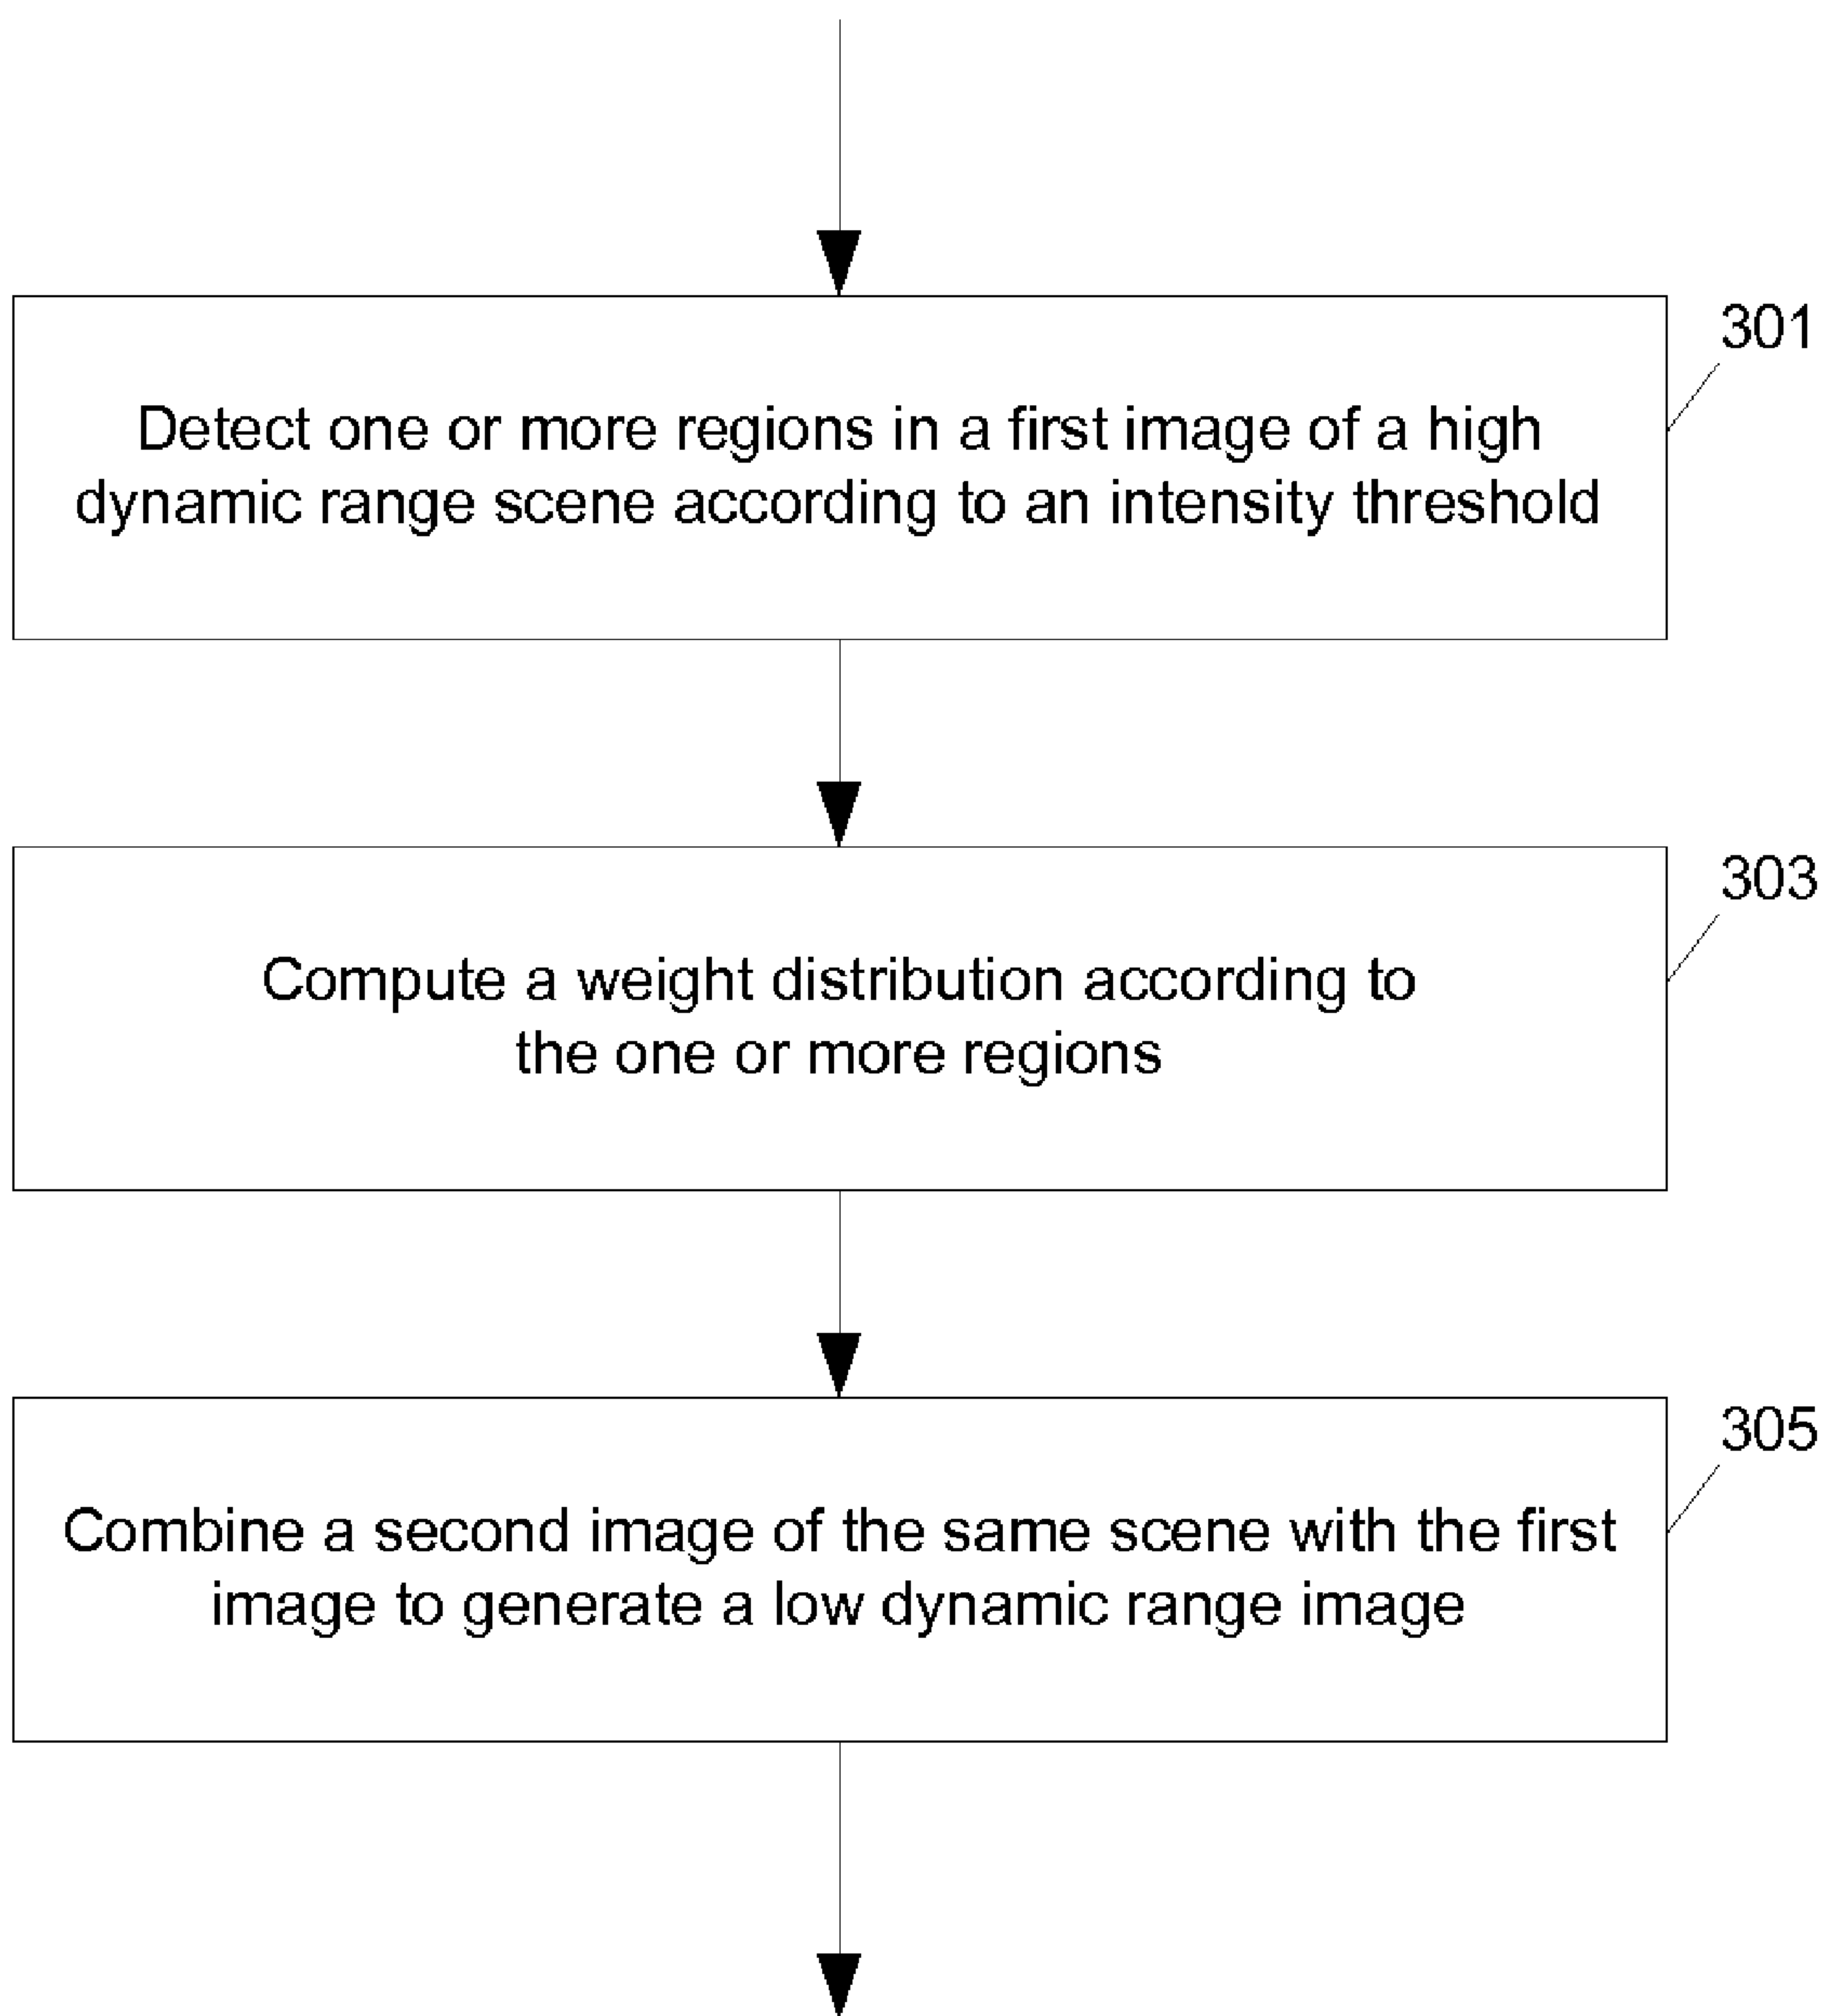 301
Detect one or more regions in a first image of a high
dynamic range scene according to an intensity threshold
303
Compute a weight distribution according to
the one or more regions
305
Combine a second image of the same scene with the first
image to generate a low dynamic range image